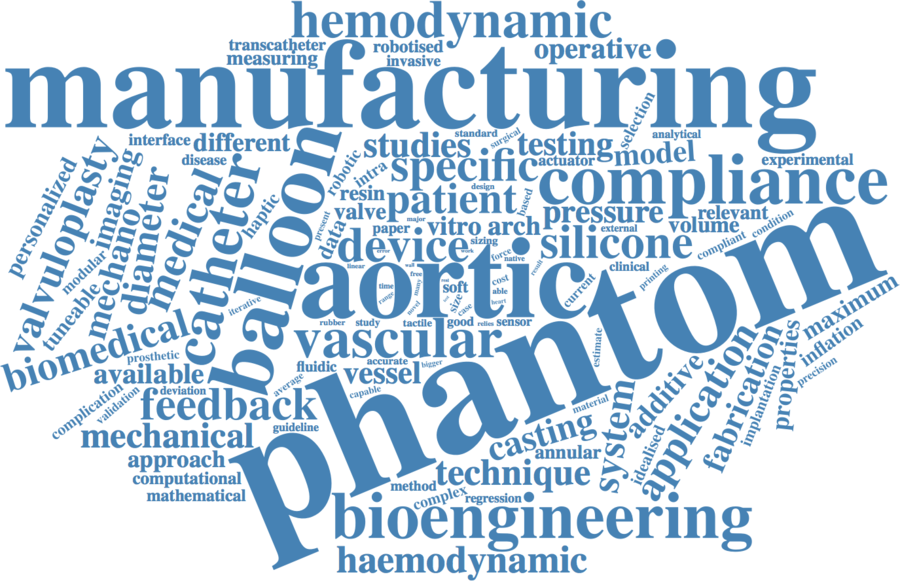 hemodynamic
transcatheter robotised operative
measuring invasive
manufacturing
interface different studies standard surgical testing selection analytical
disease robotic intra specific actuator model experimental
personalized valvuloplasty imaging balloon resin patient design based compliance
tuneable modular mechano diameter medical catheter haptic valve major pressure relevant
present data paper vitro arch external volume condition
device sizing silicone compliant
linear error work force native result clinical printing
aortic
wall free time range many novel soft size case cost able heart current
iterative rubber study tactile good relies sensor
phantom
biomedical prosthetic vascular estimate maximum
available fluidic accurate bigger inflation
complication validation deviation average vessel capable precision
feedback guideline material system additive application fabrication implantation properties
mechanical casting idealised
approach annular
computational technique
mathematical method complex regression
bioengineering
haemodynamic